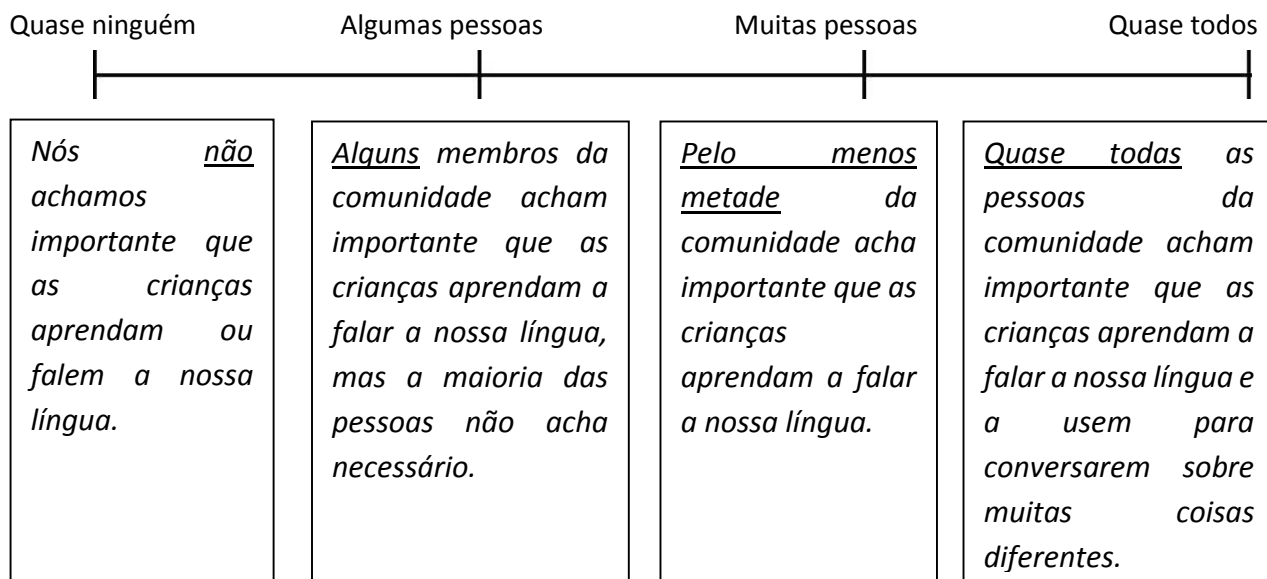 Quase ninguém
Algumas pessoas
Muitas pessoas
Quase todos
Nós não
achamos
importante que
as crianças
aprendam ou
falem a nossa
língua.
Alguns membros da
comunidade acham
importante que as
crianças aprendam a
falar a nossa língua,
mas a maioria das
pessoas não acha
necessário.
Pelo menos
metade da
comunidade acha
importante que as
crianças
aprendam a falar
a nossa língua.
Quase todas as
pessoas da
comunidade acham
importante que as
crianças aprendam a
falar a nossa língua e
a usem para
conversarem sobre
muitas coisas
diferentes.